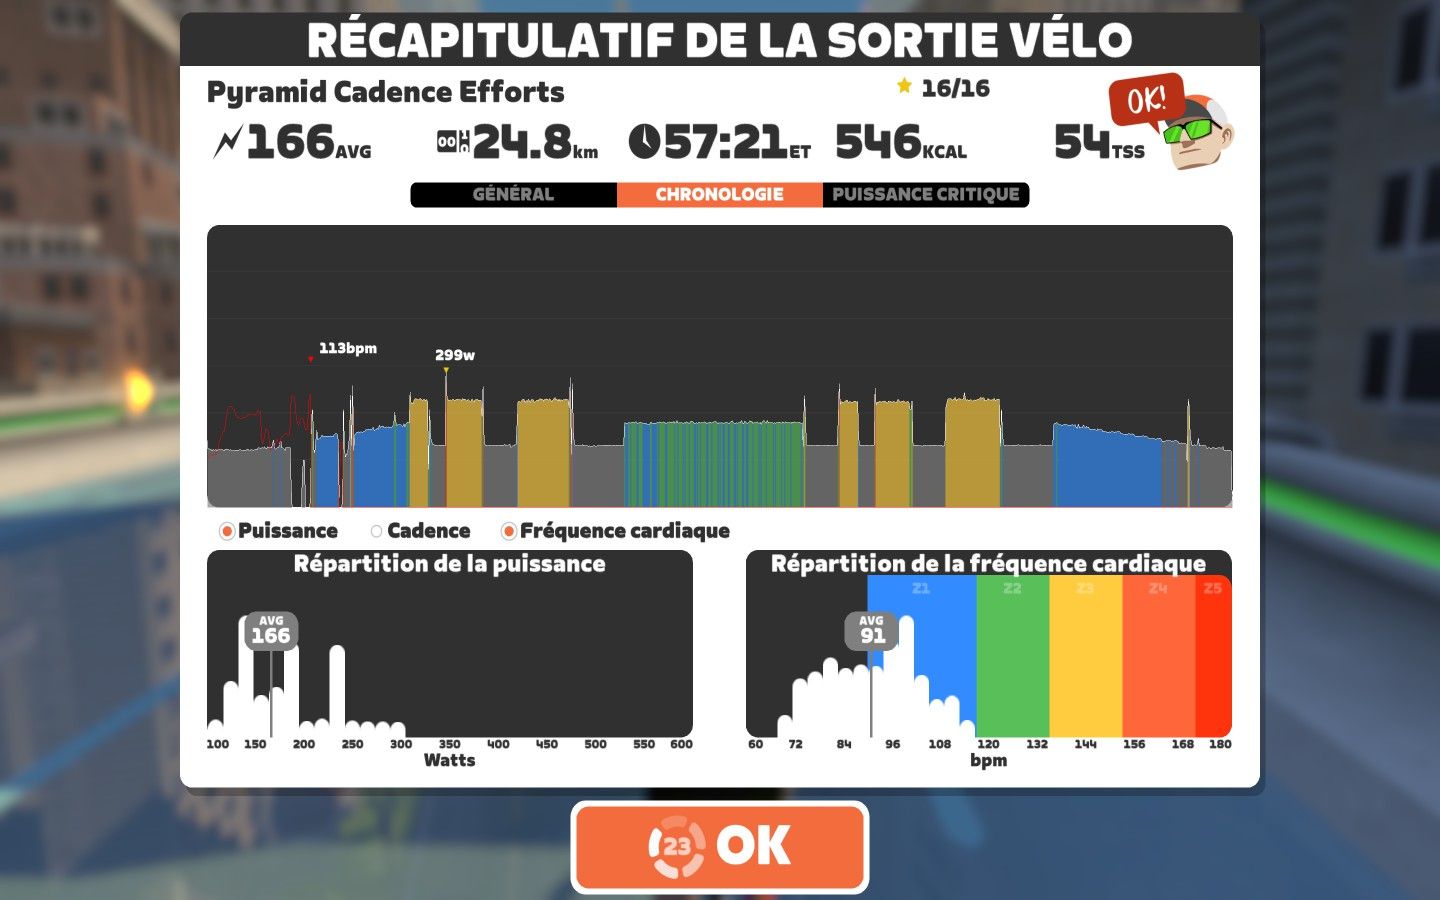 RÉCAPITULATIF DE LA SORTIE VÉLO
Pyramid Cadence Efforts
16/16
OK!
166AVG
24.8km
57:21ET
546KCAL
54TSS
GÉNÉRAL
CHRONOLOGIE
PUISSANCE CRITIQUE
113bpm
299w
Puissance
Cadence
Fréquence cardiaque
Répartition de la puissance
AVG
166
100 150 200 250 300 350 400 450 500 550 600
Watts
Répartition de la fréquence cardiaque
Z1 Z2 Z3 Z4 Z5
AVG
91
60 72 84 96 108 120 132 144 156 168 180
bpm
23 OK